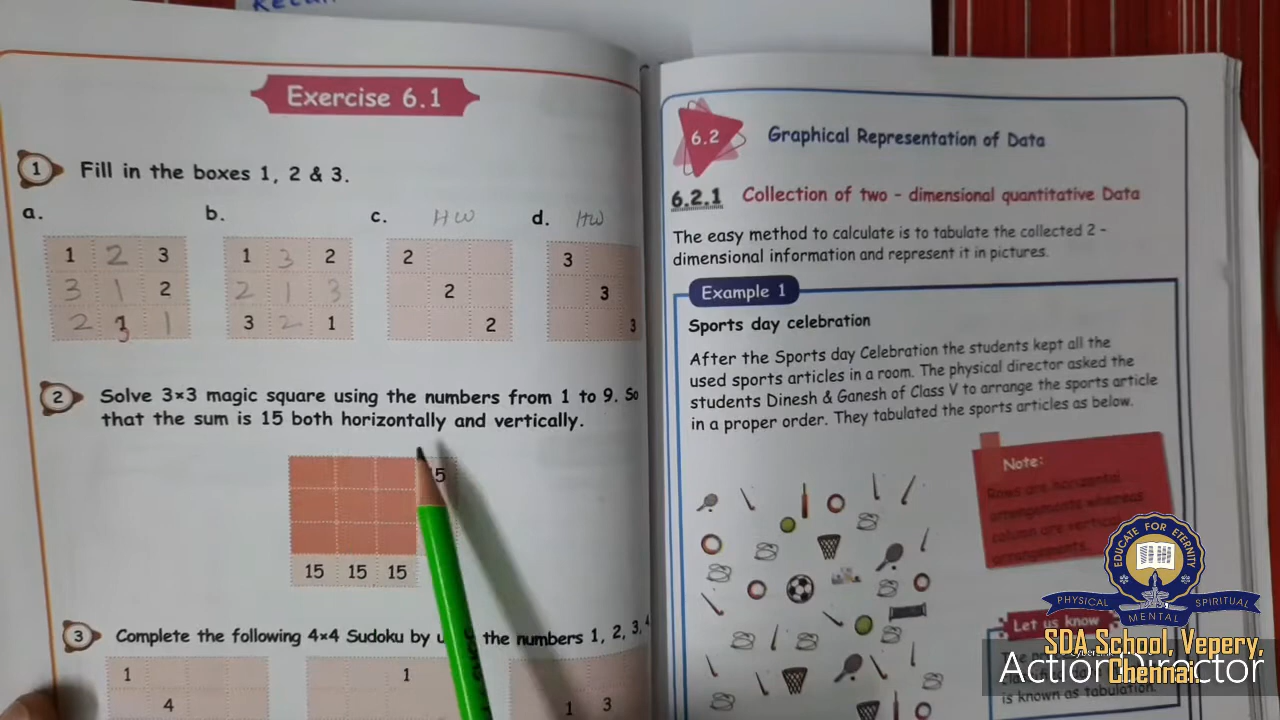 Exercise 6.1
1 Fill in the boxes 1, 2 & 3.
a. b. c. HW d. HW
1 2 3
3 1 2
2 3 1
1 3 2
2 1 3
3 2 1
2
2
2
3
3
3
2 Solve 3×3 magic square using the numbers from 1 to 9. So
that the sum is 15 both horizontally and vertically.
15 15 15
3 Complete the following 4×4 Sudoku by the numbers 1, 2, 3,
1
4
1
1 3
6.2 Graphical Representation of Data
6.2.1 Collection of two - dimensional quantitative Data
The easy method to calculate is to tabulate the collected 2 -
dimensional information and represent it in pictures.
Example 1
Sports day celebration
After the Sports day Celebration the students kept all the
used sports articles in a room. The physical director asked the
students Dinesh & Ganesh of Class V to arrange the sports article
in a proper order. They tabulated the sports articles as below.
Note:
Rows are horizontal
arrangements whereas
column are vertical
arrangements.
Let us know
is known as tabulation.
EDUCATE FOR ETERNITY
PHYSICAL MENTAL SPIRITUAL
SDA School, Vepery,
Chennai.